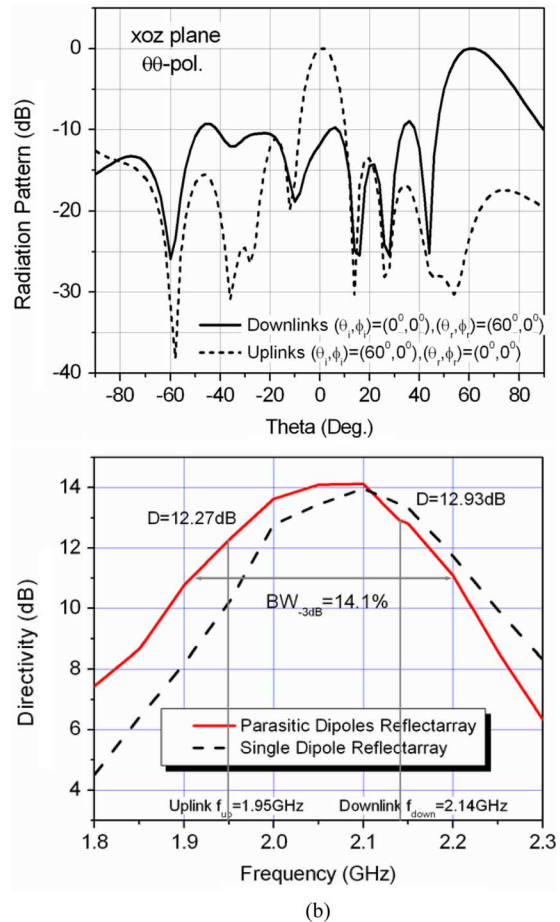 xoz plane
θθ-pol.
0
-10
-20
-30
-40
Radiation Pattern (dB)
Downlinks (θi,ϕi)=(0⁰,0⁰),(θr,ϕr)=(60⁰,0⁰)
Uplinks (θi,ϕi)=(60⁰,0⁰),(θr,ϕr)=(0⁰,0⁰)
-80 -60 -40 -20 0 20 40 60 80
Theta (Deg.)
14
12
10
8
6
4
Directivity (dB)
D=12.27dB
D=12.93dB
BW-3dB=14.1%
Parasitic Dipoles Reflectarray
Single Dipole Reflectarray
Uplink fup=1.95GHz Downlink fdown=2.14GHz
1.8 1.9 2.0 2.1 2.2 2.3
Frequency (GHz)
(b)